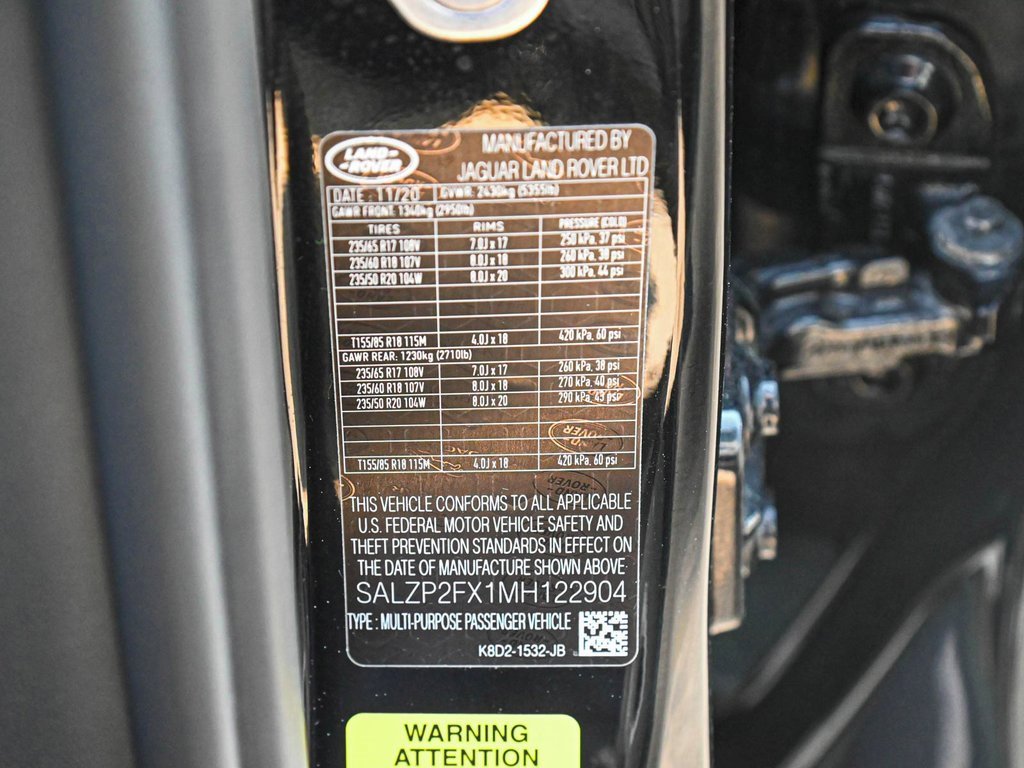 LAND-
ROVER
MANUFACTURED BY
JAGUAR LAND ROVER LTD
DATE : 11/20 GVWR: 2430kg (5355lb)
GAWR FRONT: 1340kg (2950lb)
TIRES RIMS PRESSURE (COLD)
235/65 R17 108V 7.0J x 17 250 kPa, 37 psi
235/60 R18 107V 8.0J x 18 260 kPa, 38 psi
235/50 R20 104W 8.0J x 20 300 kPa, 44 psi
T155/85 R18 115M 4.0J x 18 420 kPa, 60 psi
GAWR REAR: 1230kg (2710lb)
235/65 R17 108V 7.0J x 17 260 kPa, 38 psi
235/60 R18 107V 8.0J x 18 270 kPa, 40 psi
235/50 R20 104W 8.0J x 20 290 kPa, 43 psi
T155/85 R18 115M 4.0J x 18 420 kPa, 60 psi
THIS VEHICLE CONFORMS TO ALL APPLICABLE
U.S. FEDERAL MOTOR VEHICLE SAFETY AND
THEFT PREVENTION STANDARDS IN EFFECT ON
THE DATE OF MANUFACTURE SHOWN ABOVE
SALZP2FX1MH122904
TYPE : MULTI-PURPOSE PASSENGER VEHICLE
K8D2-1532-JB
WARNING
ATTENTION